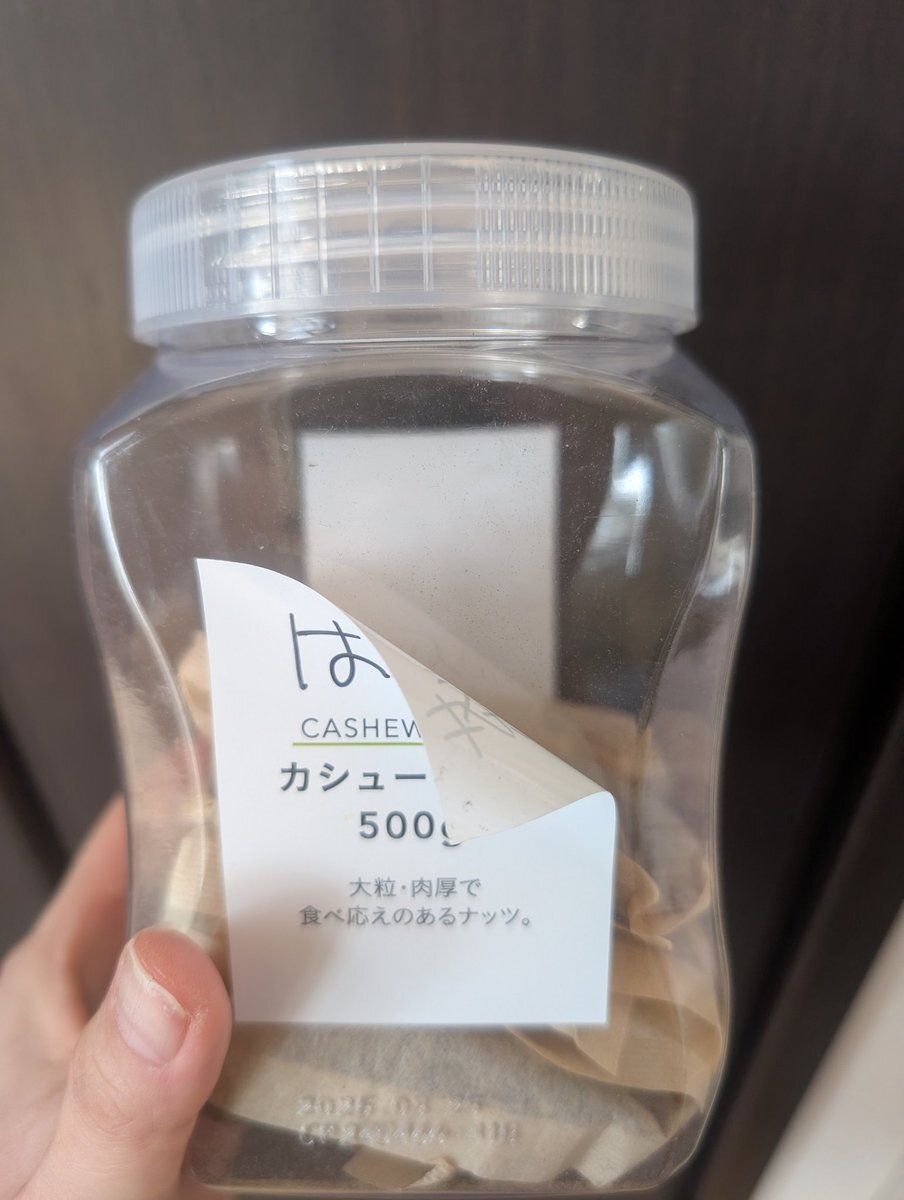 は
CASHEW
カシュー
500g
大粒・肉厚で
食べ応えのあるナッツ。